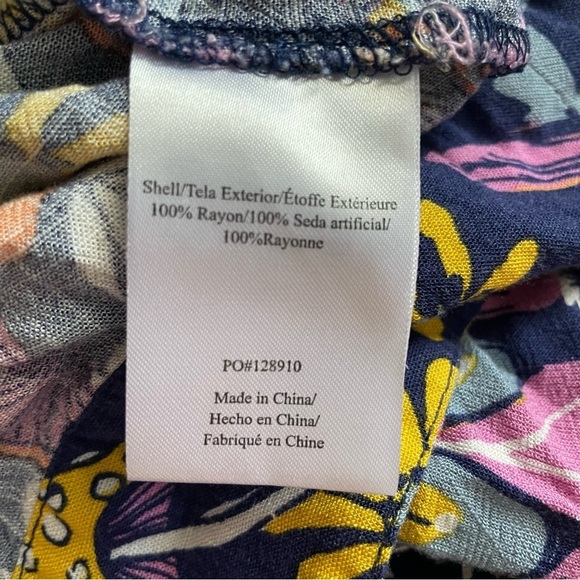 Shell/Tela Exterior/Étoffe Extérieure
100% Rayon/100% Seda artificial/
100%Rayonne
PO#128910
Made in China/
Hecho en China/
Fabriqué en Chine